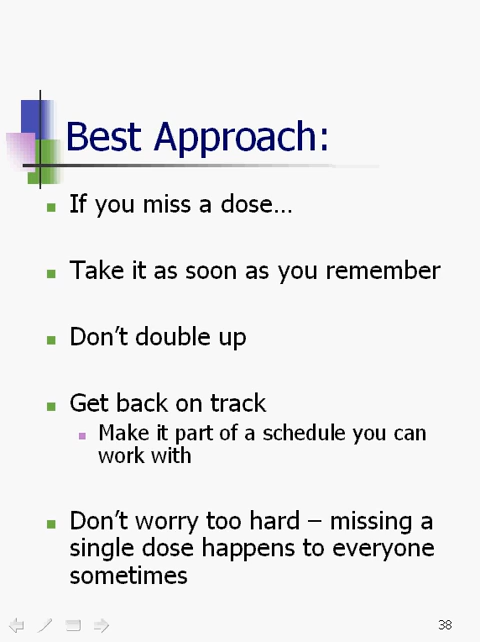 Best Approach:
If you miss a dose…
Take it as soon as you remember
Don’t double up
Get back on track
Make it part of a schedule you can
work with
Don’t worry too hard – missing a
single dose happens to everyone
sometimes
38